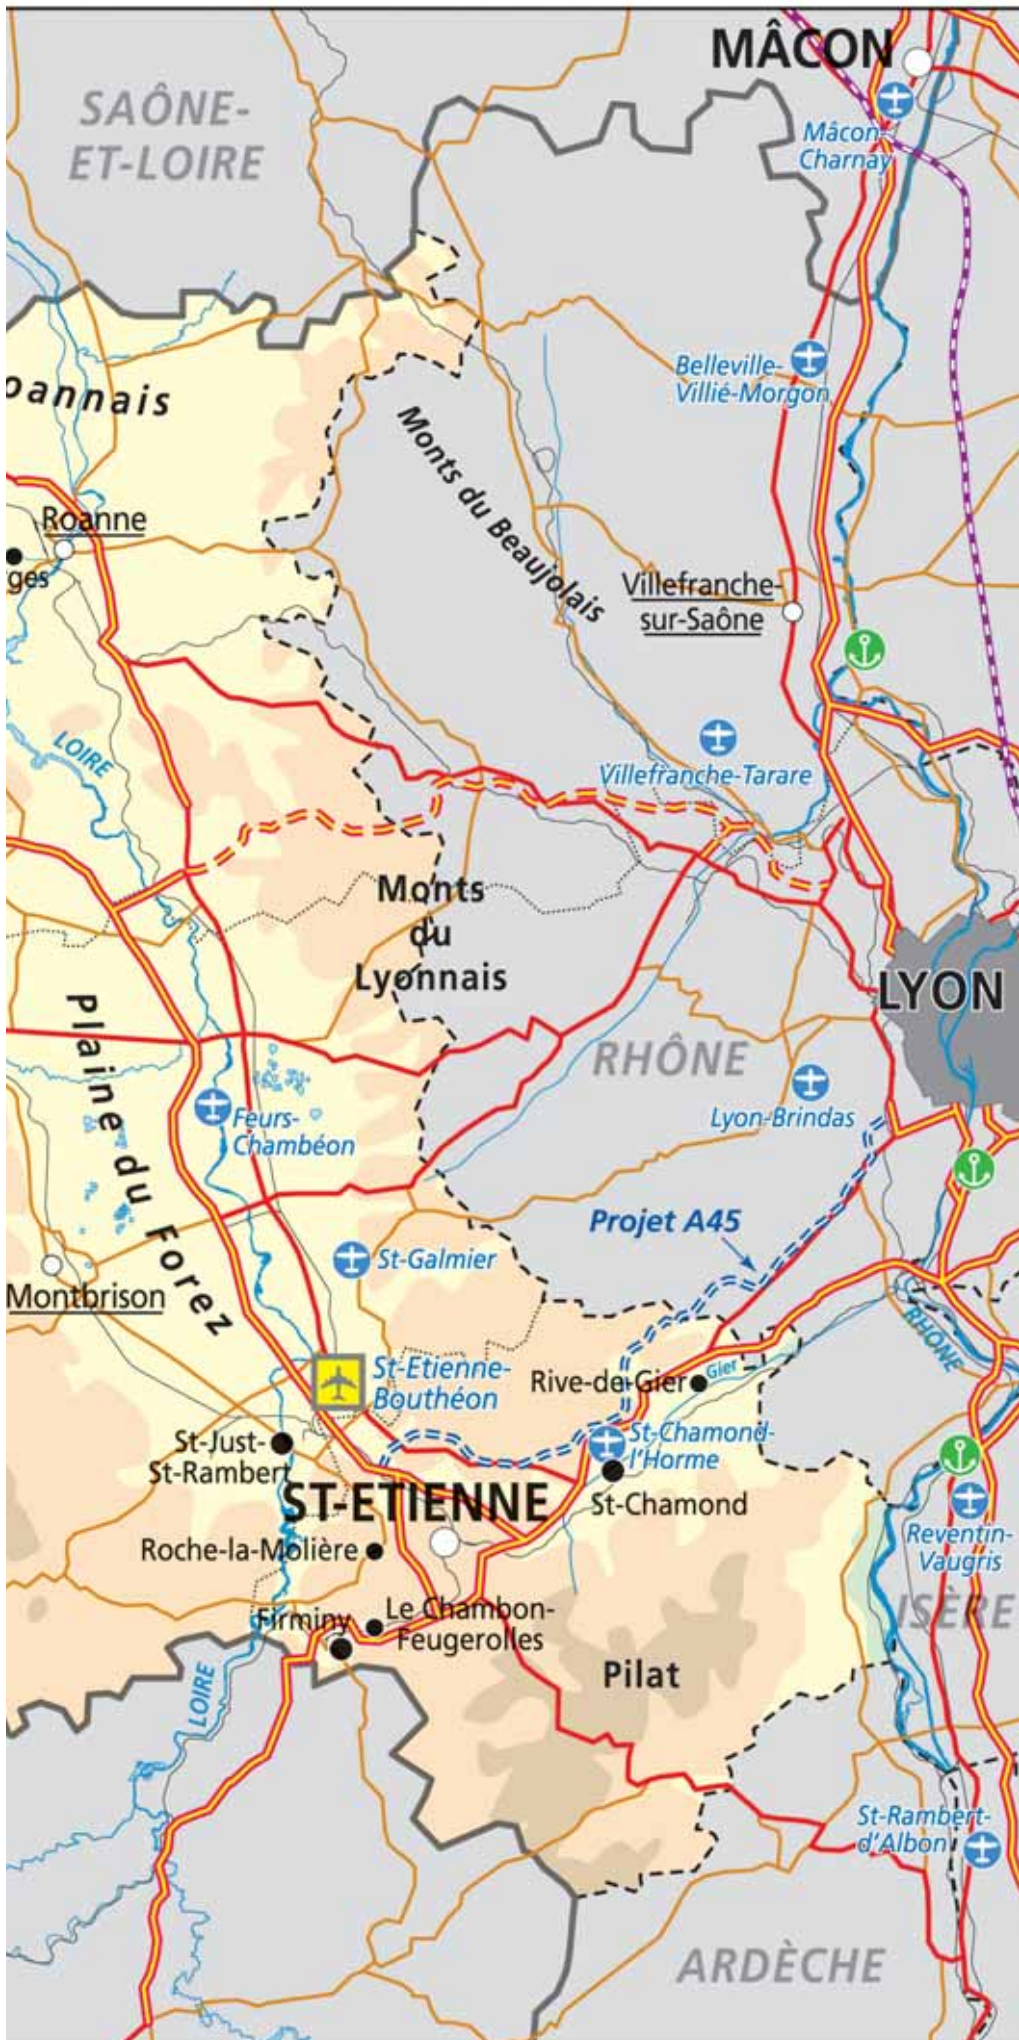 MÂCON
SAÔNE-
ET-LOIRE
Mâcon-
Charnay
Belleville-
Villié-Morgon
oannais
Monts du Beaujolais
Roanne
ges
Villefranche-
sur-Saône
LOIRE
Villefranche-Tarare
Monts
du
Lyonnais
LYON
Plaine du Forez
RHÔNE
Feurs-
Chambéon
Lyon-Brindas
Projet A45
St-Galmier
Montbrison
RHÔNE
St-Etienne-
Bouthéon
Rive-de-Gier
Gier
St-Just-
St-Rambert
St-Chamond-
l'Horme
ST-ETIENNE
St-Chamond
Roche-la-Molière
Reventin-
Vaugris
ISÈRE
Firminy
Le Chambon-
Feugerolles
Pilat
LOIRE
St-Rambert-
d'Albon
ARDÈCHE